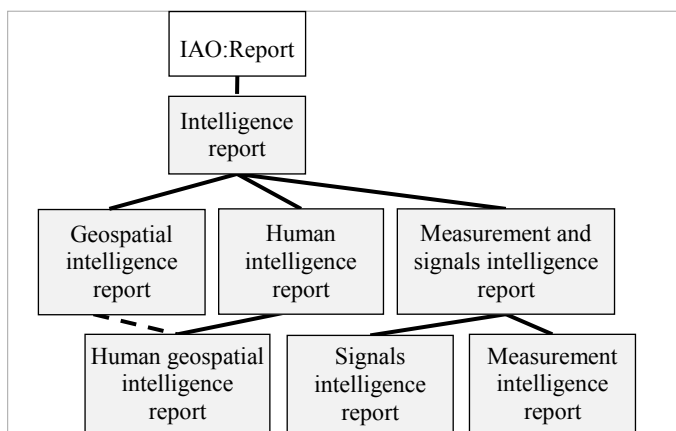 IAO:Report
Intelligence
report
Geospatial
intelligence
report
Human
intelligence
report
Measurement and
signals intelligence
report
Human geospatial
intelligence
report
Signals
intelligence
report
Measurement
intelligence
report